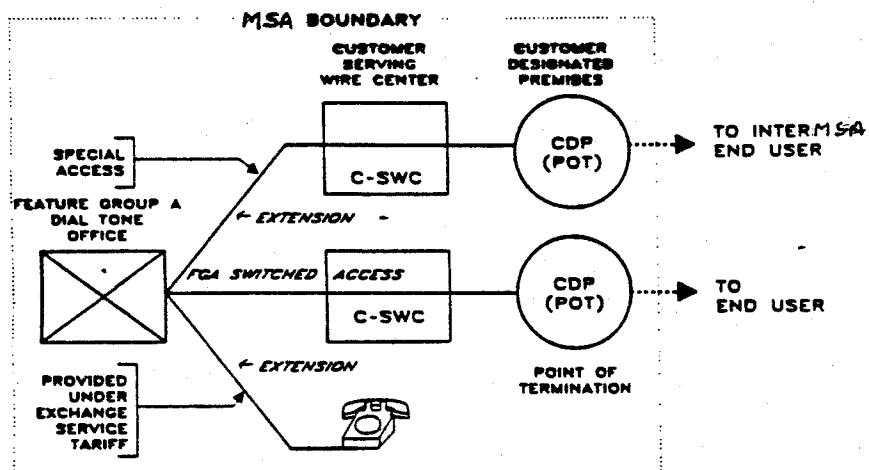 MSA BOUNDARY
CUSTOMER
SERVING
WIRE CENTER
CUSTOMER
DESIGNATED
PREMISES
SPECIAL
ACCESS
C-SWC
CDP
(POT)
TO INTERMSA
END USER
FEATURE GROUP A
DIAL TONE
OFFICE
← EXTENSION
FGA SWITCHED ACCESS
C-SWC
CDP
(POT)
TO
END USER
← EXTENSION
POINT OF
TERMINATION
PROVIDED
UNDER
EXCHANGE
SERVICE
TARIFF